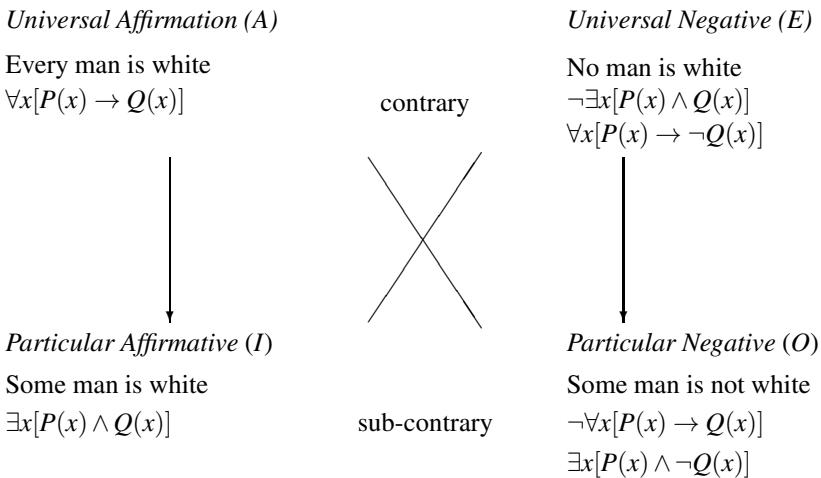 Universal Affirmation (A)
Universal Negative (E)
Every man is white
No man is white
∀x[P(x) → Q(x)]
contrary
¬∃x[P(x) ∧ Q(x)]
∀x[P(x) → ¬Q(x)]
Particular Affirmative (I)
Particular Negative (O)
Some man is white
Some man is not white
∃x[P(x) ∧ Q(x)]
sub-contrary
¬∀x[P(x) → Q(x)]
∃x[P(x) ∧ ¬Q(x)]